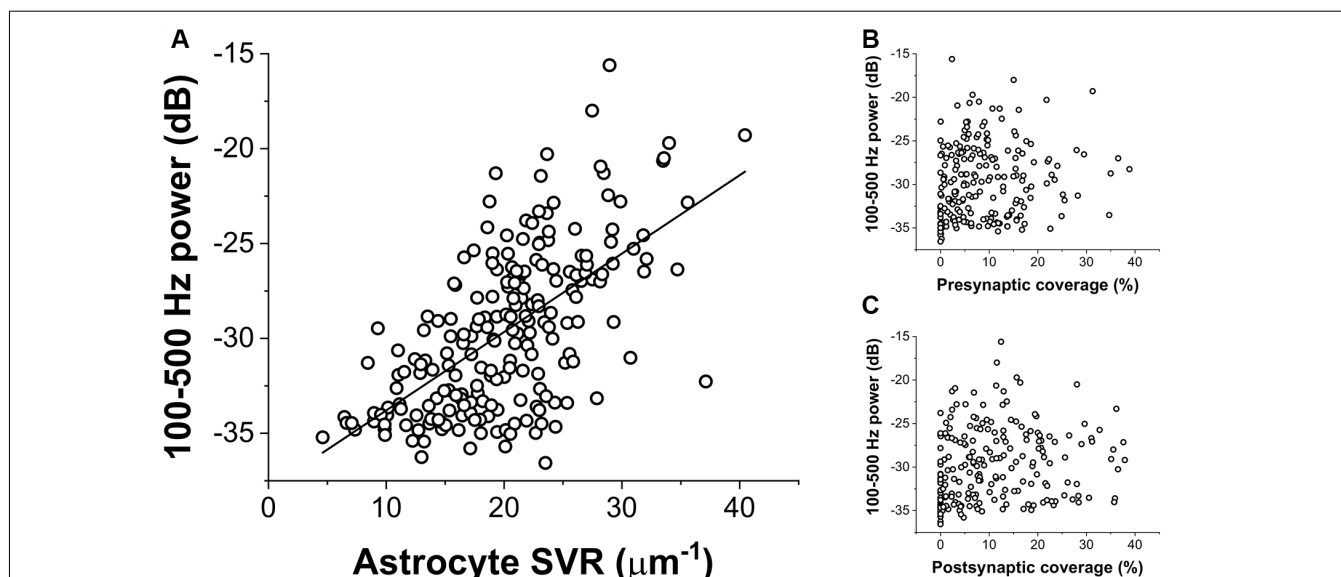 A
-15
-20
-25
-30
-35
0 10 20 30 40
100-500 Hz power (dB)
Astrocyte SVR (μm-1)
B
-15
-20
-25
-30
-35
0 10 20 30 40
100-500 Hz power (dB)
Presynaptic coverage (%)
C
-15
-20
-25
-30
-35
0 10 20 30 40
100-500 Hz power (dB)
Postsynaptic coverage (%)